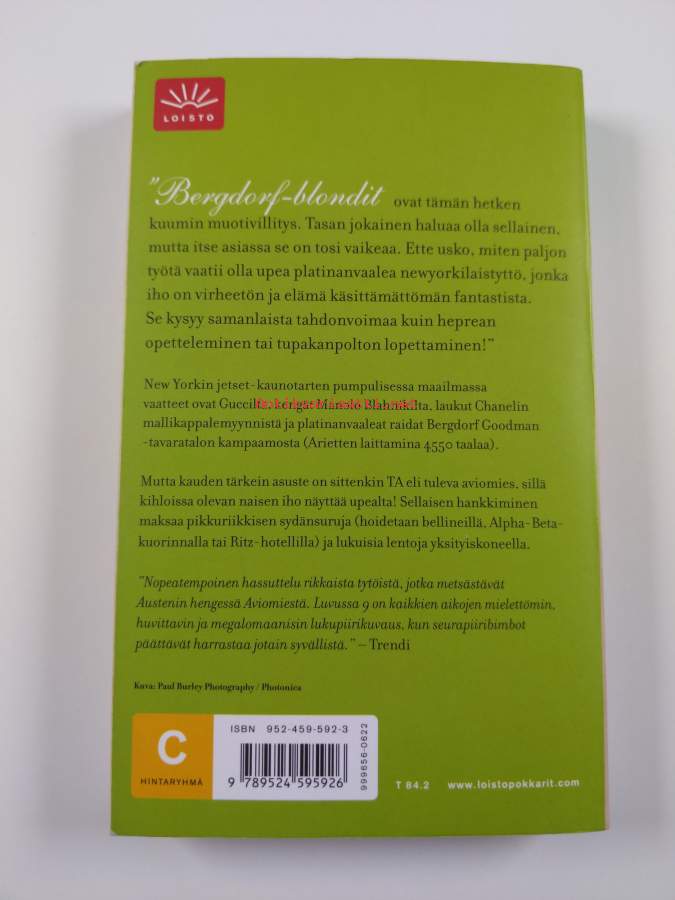 LOISTO
"Bergdorf-blondit ovat tämän hetken
kuumin muotivillitys. Tasan jokainen haluaa olla sellainen,
mutta itse asiassa se on tosi vaikeaa. Ette usko, miten paljon
työtä vaatii olla upea platinanvaalea newyorkilaistyttö, jonka
iho on virheetön ja elämä käsittämättömän fantastista.
Se kysyy samanlaista tahdonvoimaa kuin heprean
opetteleminen tai tupakanpolton lopettaminen!"
New Yorkin jetset-kaunotarten pumpulisessa maailmassa
vaatteet ovat Guccilta, kengät Manolo Blahnikilta, laukut Chanelin
mallikappalemyynnistä ja platinanvaaleat raidat Bergdorf Goodman
-tavaratalon kampaamosta (Arietten laittamina 4550 taalaa).
Mutta kauden tärkein asuste on sittenkin TA eli tuleva aviomies, sillä
kihloissa olevan naisen iho näyttää upealta! Sellaisen hankkiminen
maksaa pikkuriikkisen sydänsuruja (hoidetaan bellineillä, Alpha-Beta-
kuorinnalla tai Ritz-hotellilla) ja lukuisia lentoja yksityiskoneella.
"Nopeatempoinen hassuttelu rikkaista tytöistä, jotka metsästävät
Austenin hengessä Aviomiestä. Luvussa 9 on kaikkien aikojen mielettömin,
huvittavin ja megalomaanisin lukupiirikuvaus, kun seurapiiribimbot
päättävät harrastaa jotain syvällistä." – Trendi
Kuva: Paul Burley Photography / Photonica
C
HINTARYHMÄ
ISBN 952-459-592-3
9 789524 595926
999656-0622
T 84.2
www.loistopokkarit.com